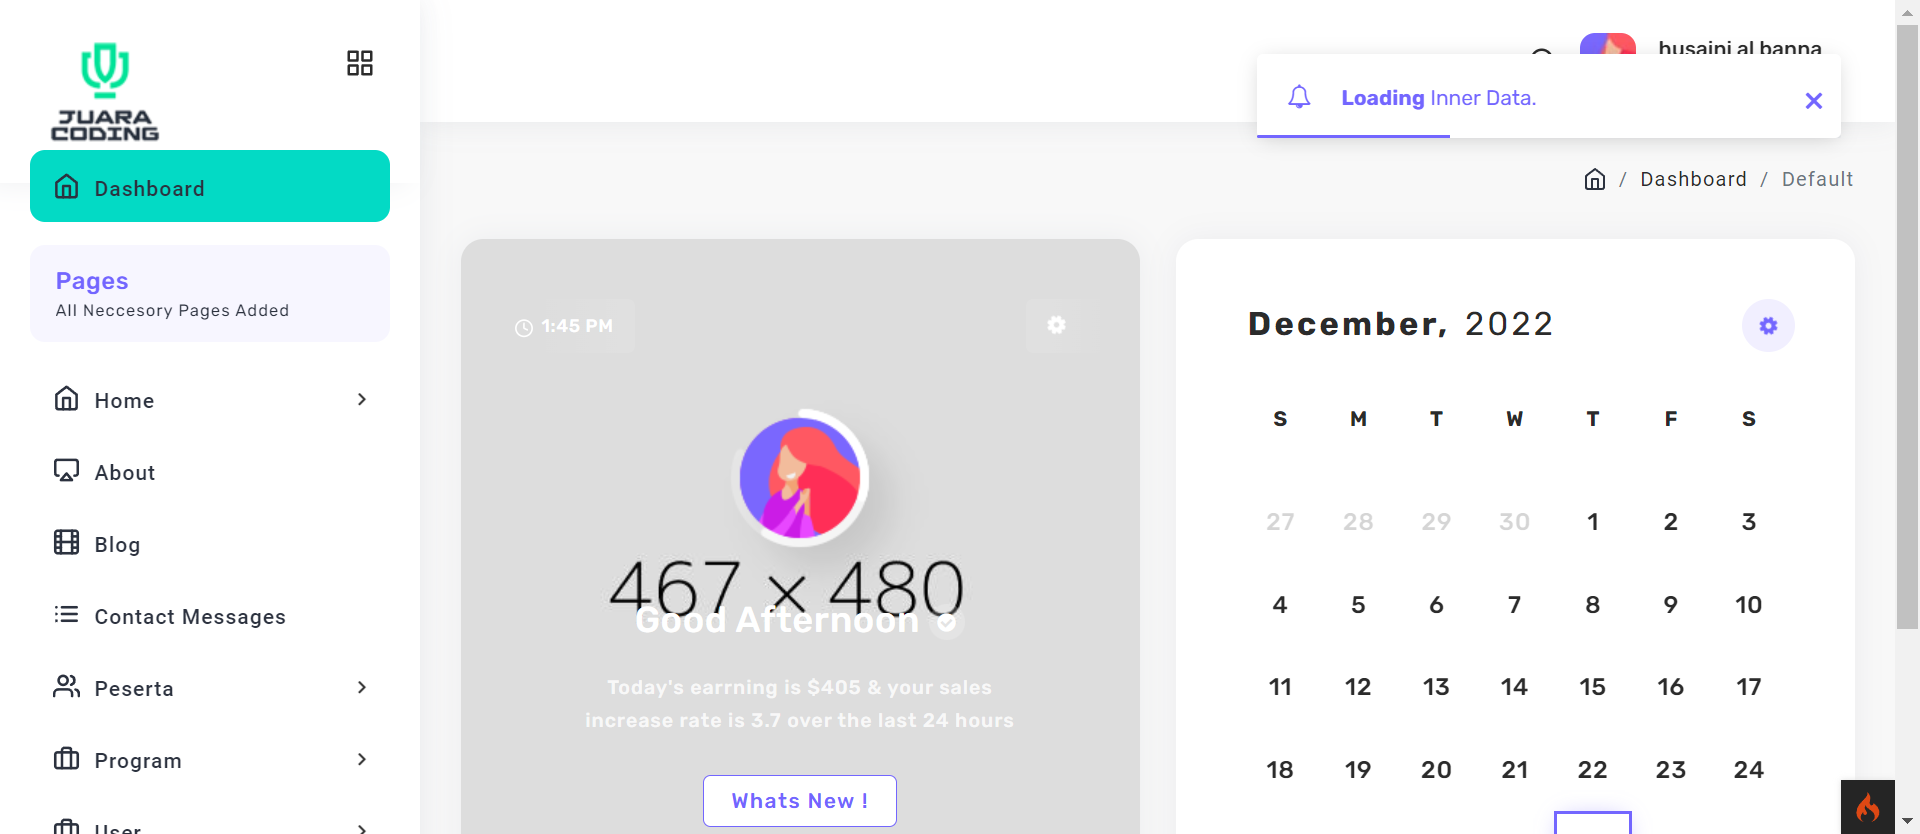 JUARA
CODING
Dashboard
Pages
All Neccesory Pages Added
Home
About
Blog
Contact Messages
Peserta
Program
User
husaini al banna
Loading Inner Data.
Dashboard / Default
1:45 PM
467 × 480
Good Afternoon
Today's earrning is $405 & your sales
increase rate is 3.7 over the last 24 hours
Whats New !
December, 2022
S M T W T F S
27 28 29 30 1 2 3
4 5 6 7 8 9 10
11 12 13 14 15 16 17
18 19 20 21 22 23 24